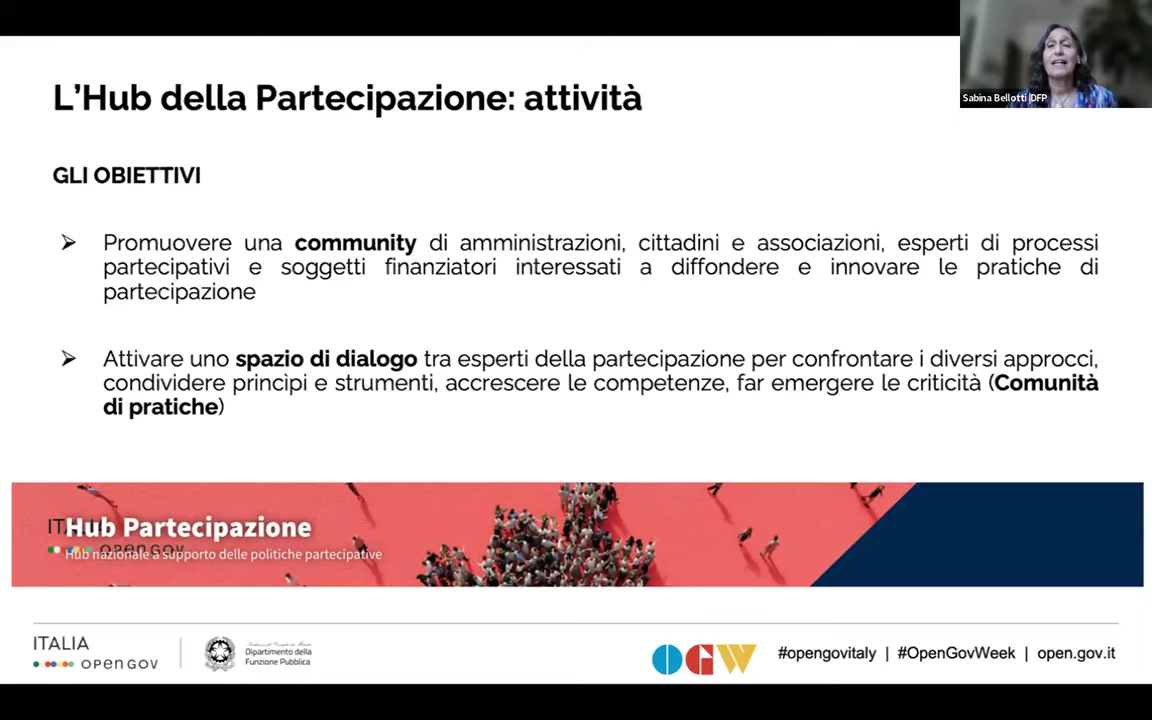 L'Hub della Partecipazione: attività
Sabina Bellotti |DFP
GLI OBIETTIVI
➢ Promuovere una community di amministrazioni, cittadini e associazioni, esperti di processi
partecipativi e soggetti finanziatori interessati a diffondere e innovare le pratiche di
partecipazione
➢ Attivare uno spazio di dialogo tra esperti della partecipazione per confrontare i diversi approcci,
condividere princìpi e strumenti, accrescere le competenze, far emergere le criticità (Comunità
di pratiche)
Hub Partecipazione
Hub nazionale a supporto delle politiche partecipative
ITALIA
open gov
Dipartimento della
Funzione Pubblica
OGW
#opengovitaly | #OpenGovWeek | open.gov.it